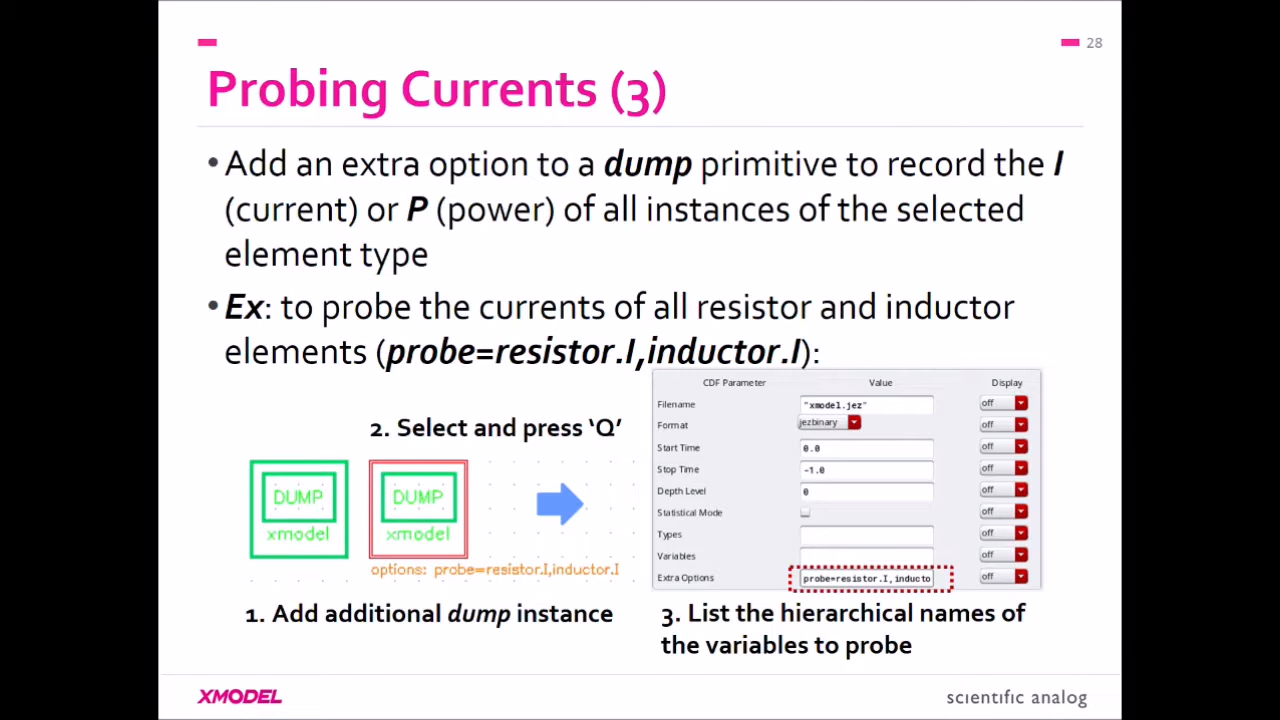 28
Probing Currents (3)
•Add an extra option to a dump primitive to record the I
(current) or P (power) of all instances of the selected
element type
•Ex: to probe the currents of all resistor and inductor
elements (probe=resistor.I,inductor.I):
2. Select and press ‘Q’
DUMP
xmodel
DUMP
xmodel
options: probe=resistor.I,inductor.I
1. Add additional dump instance
CDF Parameter Value Display
Filename "xmodel.jez" off
Format jezbinary off
Start Time 0.0 off
Stop Time -1.0 off
Depth Level 0 off
Statistical Mode off
Types off
Variables off
Extra Options probe=resistor.I,inducto off
3. List the hierarchical names of
the variables to probe
XMODEL
scientific analog